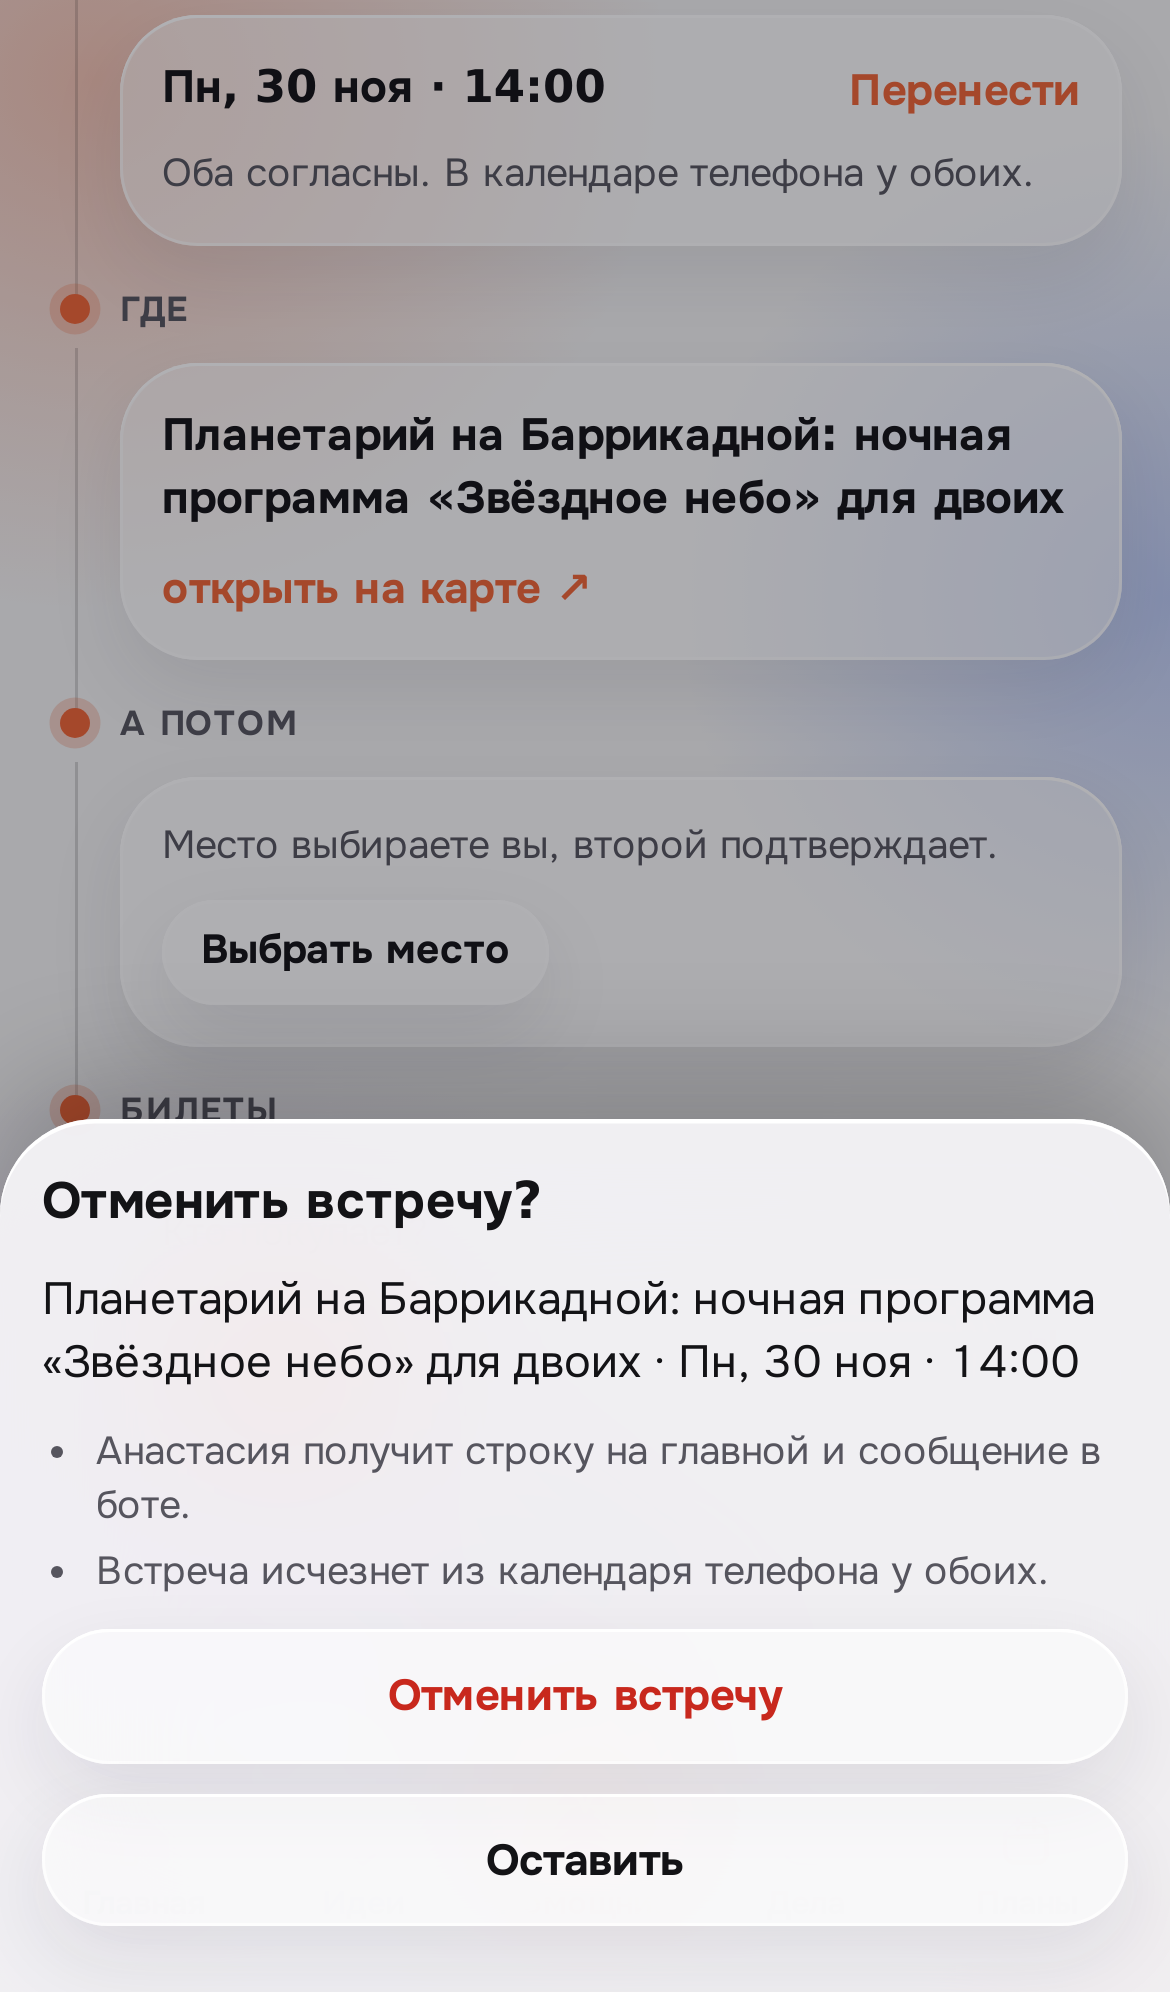 Пн, 30 ноя · 14:00
Перенести
Оба согласны. В календаре телефона у обоих.
ГДЕ
Планетарий на Баррикадной: ночная
программа «Звёздное небо» для двоих
открыть на карте ↗
А ПОТОМ
Место выбираете вы, второй подтверждает.
Выбрать место
БИЛЕТЫ
Отменить встречу?
Планетарий на Баррикадной: ночная программа
«Звёздное небо» для двоих · Пн, 30 ноя · 14:00
• Анастасия получит строку на главной и сообщение в
боте.
• Встреча исчезнет из календаря телефона у обоих.
Отменить встречу
Оставить